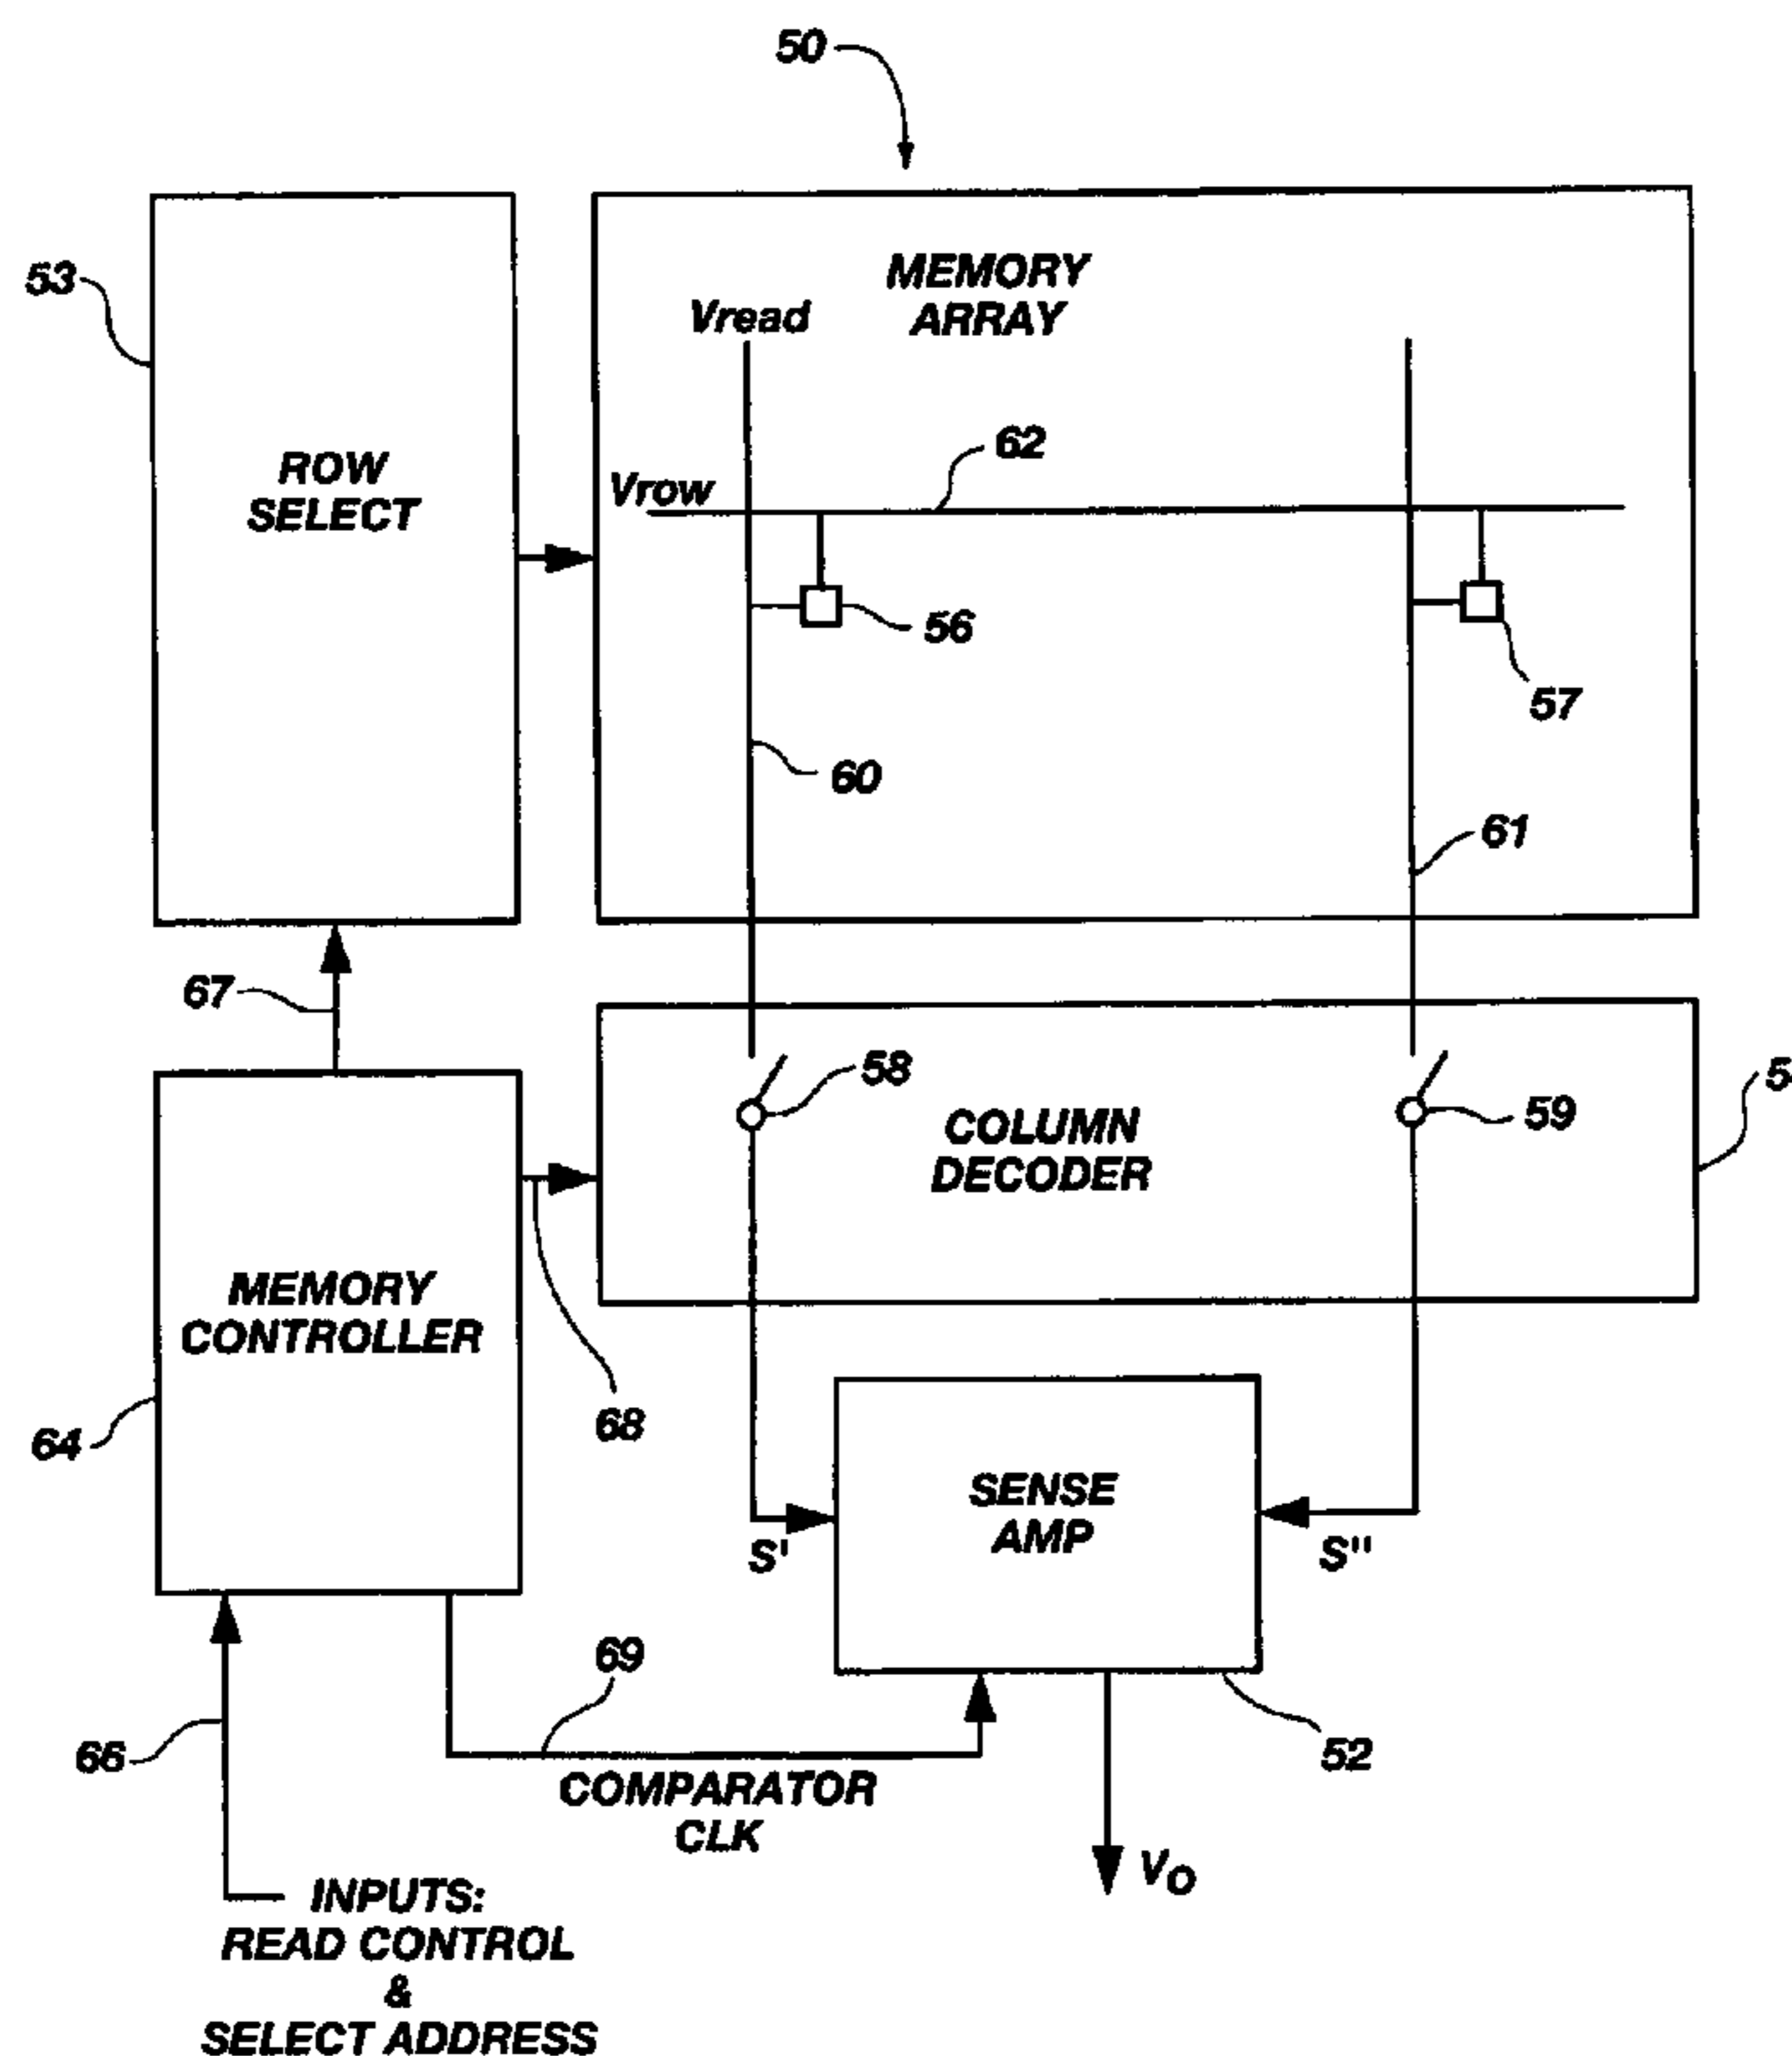 50
53
MEMORY
ARRAY
Vread
ROW
SELECT
Vrow
62
56
57
60
61
67
58
59
5
COLUMN
DECODER
MEMORY
CONTROLLER
64
68
SENSE
AMP
S'
S"
69
66
52
COMPARATOR
CLK
VO
INPUTS:
READ CONTROL
&
SELECT ADDRESS